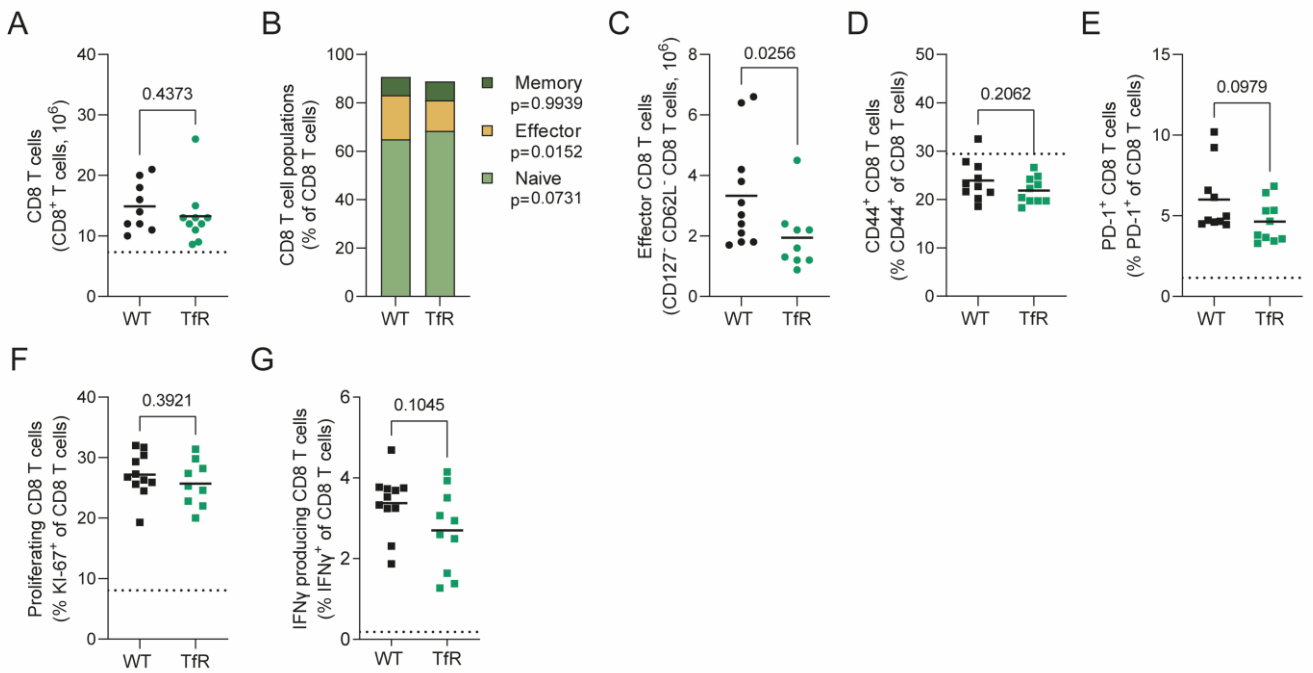 A
CD8 T cells
(CD8⁺ T cells, 10⁶)
40
30
20
10
0
0.4373
WT
TfR
B
CD8 T cell populations
(% of CD8 T cells)
100
80
60
40
20
0
WT
TfR
Memory
p=0.9939
Effector
p=0.0152
Naive
p=0.0731
C
Effector CD8 T cells
(CD127⁻ CD62L⁻ CD8 T cells, 10⁶)
8
6
4
2
0
0.0256
WT
TfR
D
CD44⁺ CD8 T cells
(% CD44⁺ of CD8 T cells)
50
40
30
20
10
0
0.2062
WT
TfR
E
PD-1⁺ CD8 T cells
(% PD-1⁺ of CD8 T cells)
15
10
5
0
0.0979
WT
TfR
F
Proliferating CD8 T cells
(% KI-67⁺ of CD8 T cells)
40
30
20
10
0
0.3921
WT
TfR
G
IFNγ producing CD8 T cells
(% IFNγ⁺ of CD8 T cells)
6
4
2
0
0.1045
WT
TfR